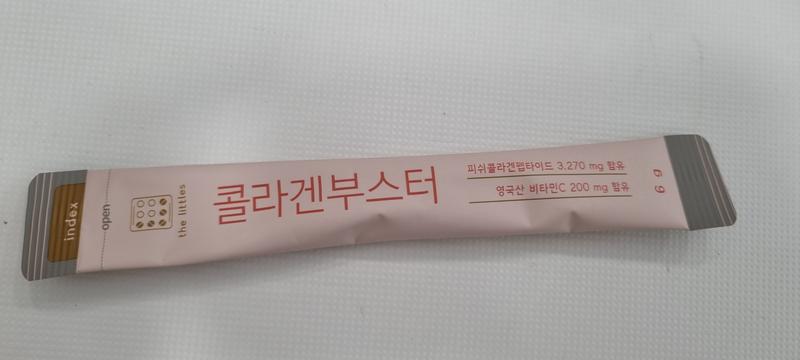 index
open
the littles
콜라겐부스터
피쉬콜라겐펩타이드 3,270 mg 함유
영국산 비타민C 200 mg 함유
6 g